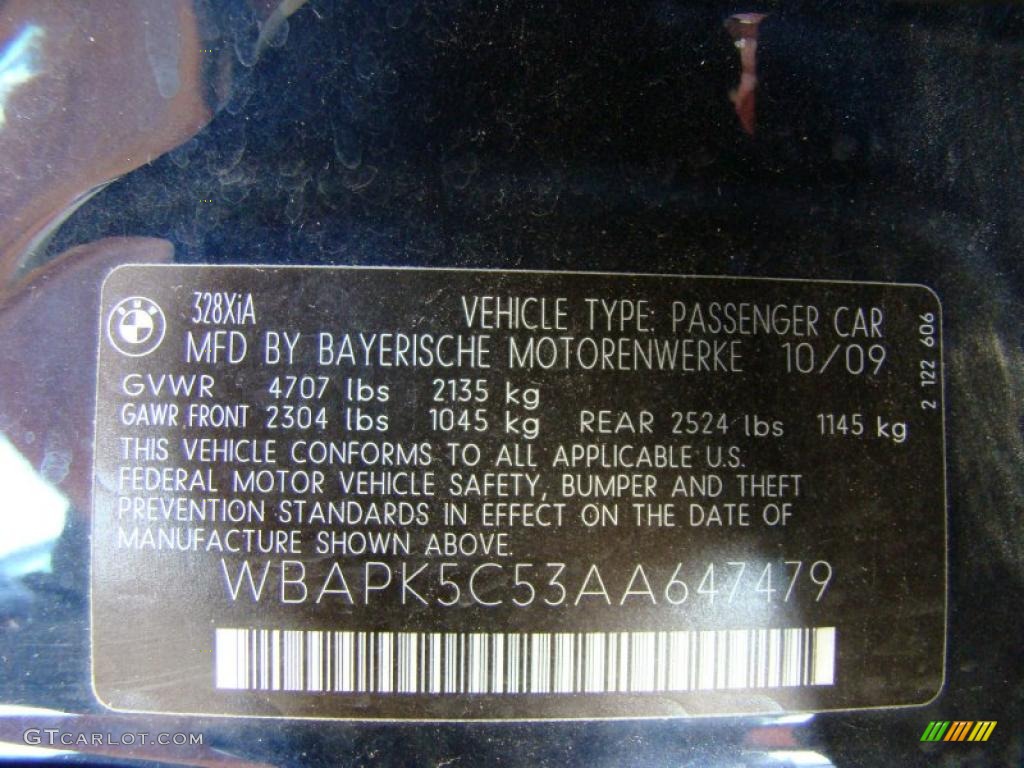 328XiA VEHICLE TYPE: PASSENGER CAR
MFD BY BAYERISCHE MOTORENWERKE 10/09
GVWR 4707 lbs 2135 kg
GAWR FRONT 2304 lbs 1045 kg REAR 2524 lbs 1145 kg
THIS VEHICLE CONFORMS TO ALL APPLICABLE U.S.
FEDERAL MOTOR VEHICLE SAFETY, BUMPER AND THEFT
PREVENTION STANDARDS IN EFFECT ON THE DATE OF
MANUFACTURE SHOWN ABOVE.
WBAPK5C53AA647479
2 122 606
GTCARLOT.COM